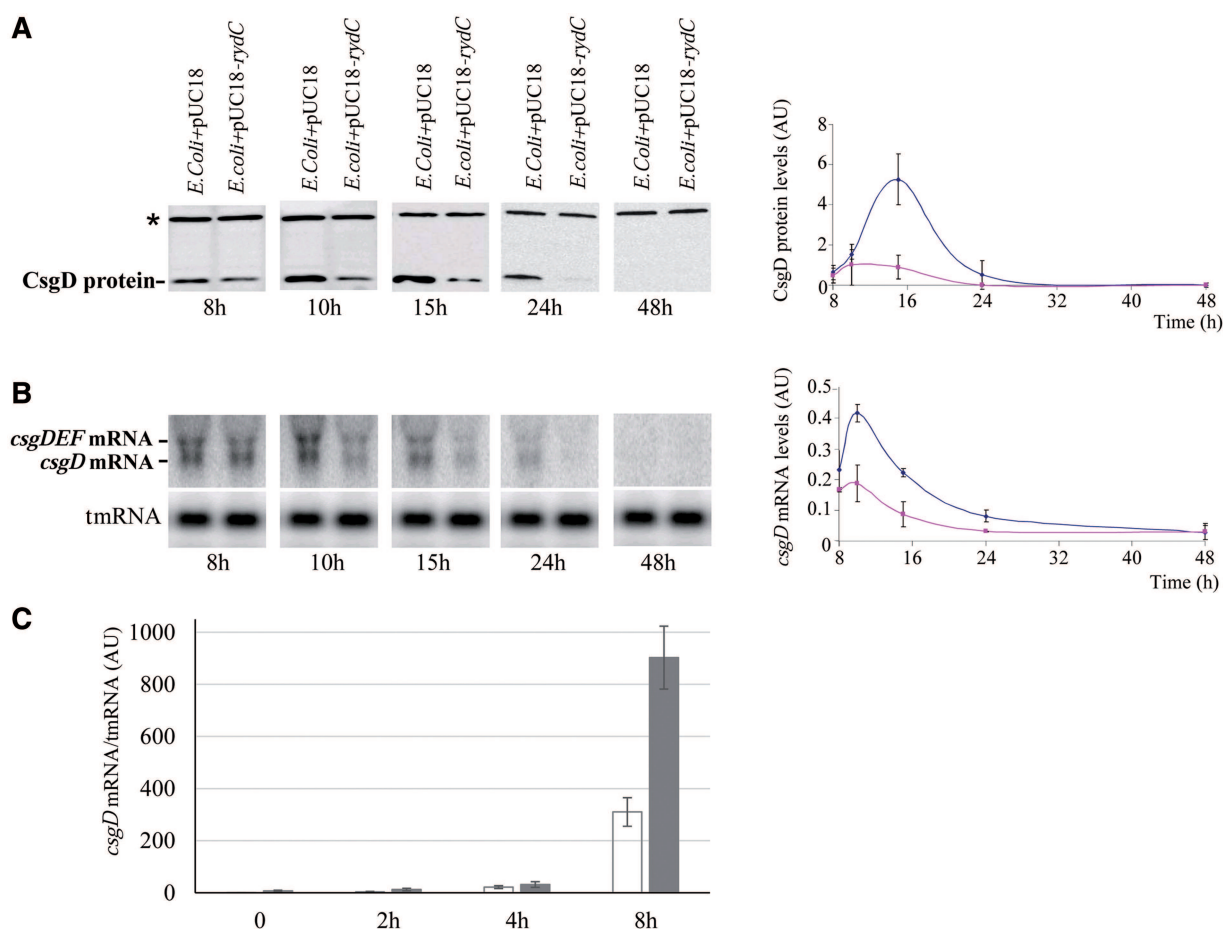 A
E.Coli+pUC18
E.coli+pUC18-rydC
E.Coli+pUC18
E.coli+pUC18-rydC
E.Coli+pUC18
E.coli+pUC18-rydC
E.Coli+pUC18
E.coli+pUC18-rydC
E.Coli+pUC18
E.coli+pUC18-rydC
*
CsgD protein-
8h 10h 15h 24h 48h
CsgD protein levels (AU)
8
6
4
2
0
8 16 24 32 40 48
Time (h)
B
csgDEF mRNA -
csgD mRNA -
tmRNA
8h 10h 15h 24h 48h
csgD mRNA levels (AU)
0.5
0.4
0.3
0.2
0.1
0
8 16 24 32 40 48
Time (h)
C
csgD mRNA/tmRNA (AU)
1000
800
600
400
200
0
0 2h 4h 8h